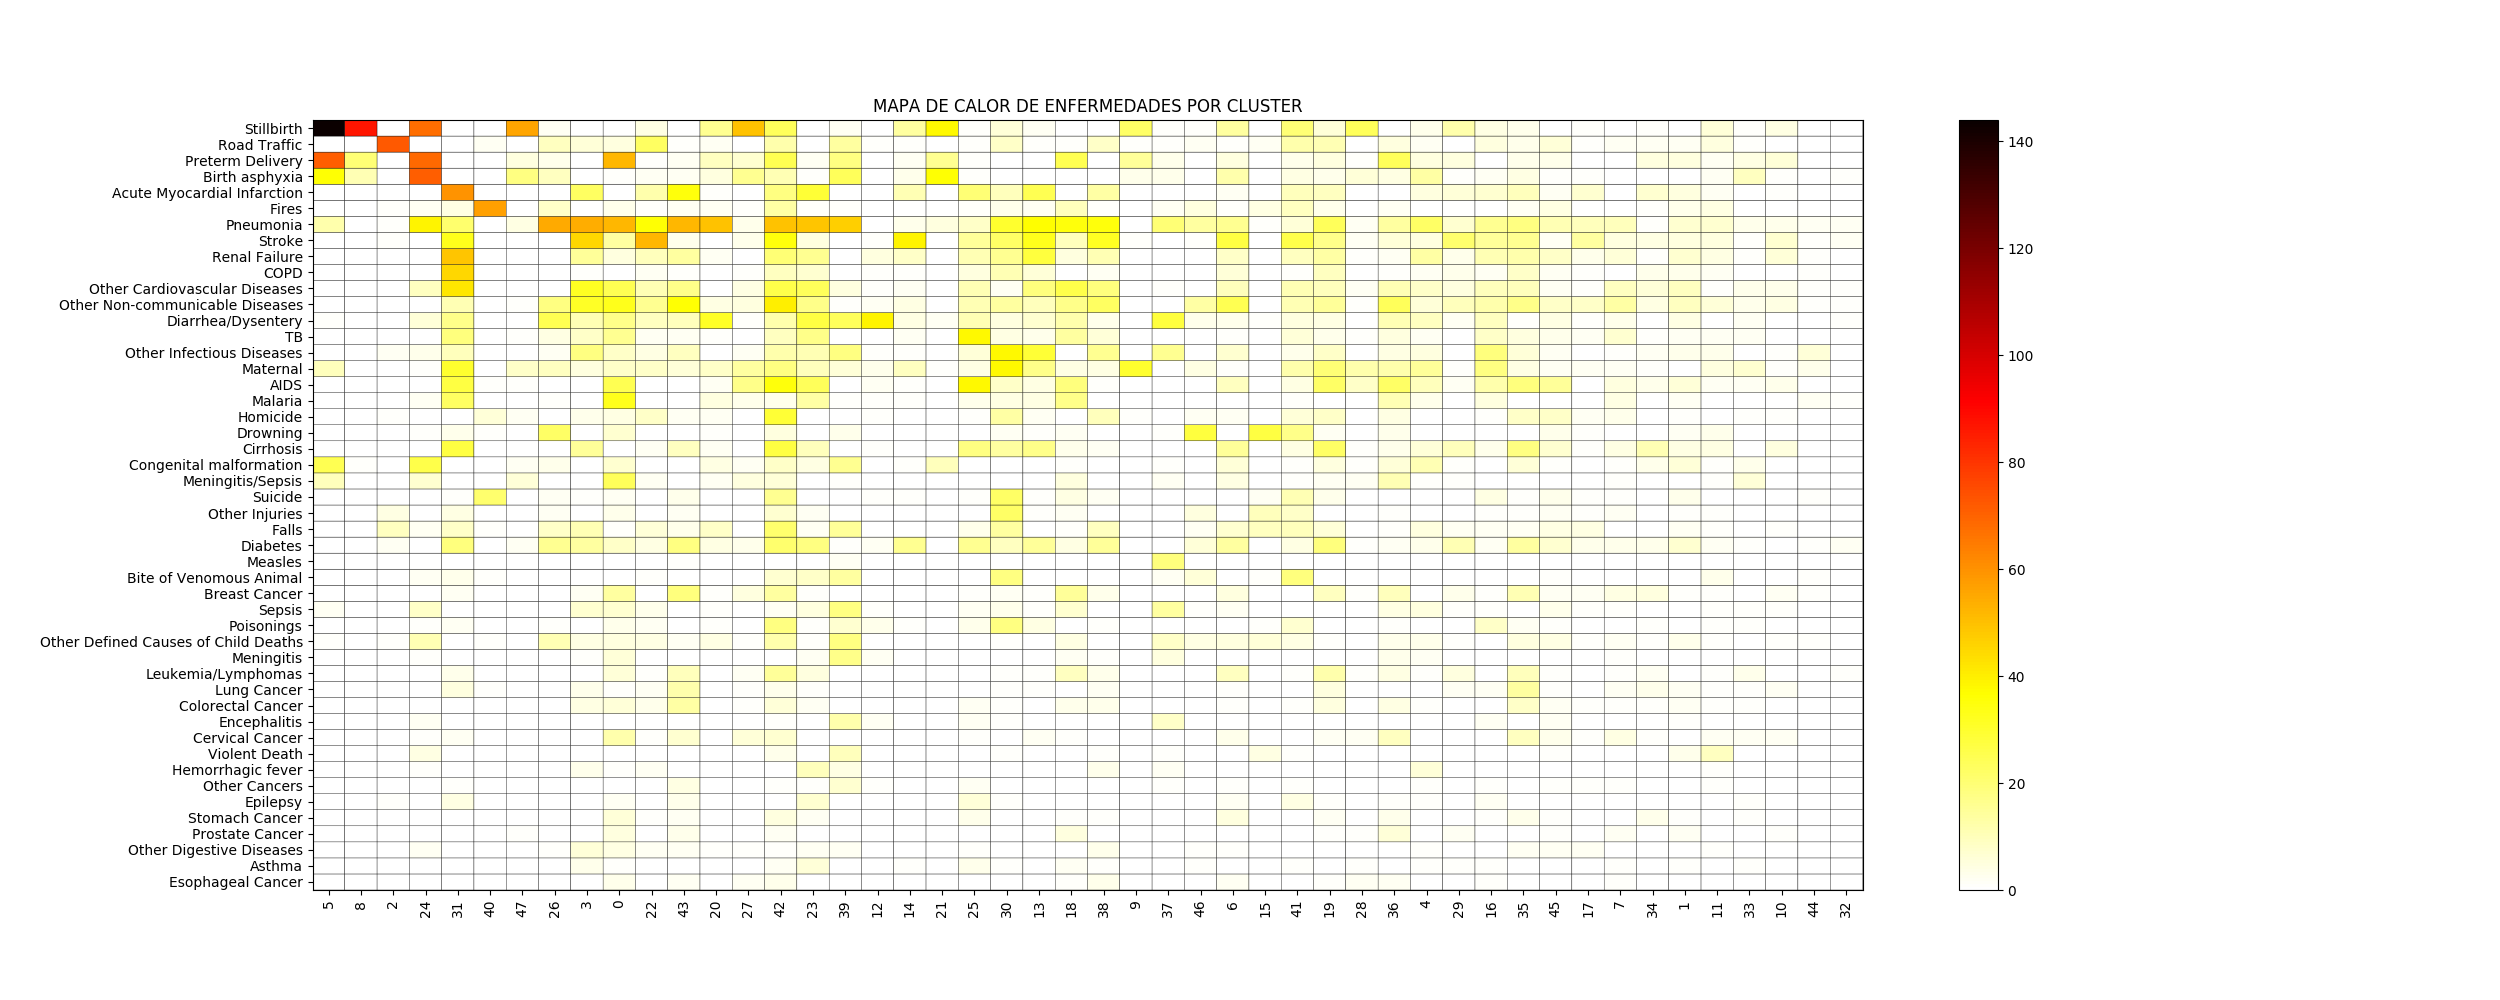 MAPA DE CALOR DE ENFERMEDADES POR CLUSTER
Stillbirth
Road Traffic
Preterm Delivery
Birth asphyxia
Acute Myocardial Infarction
Fires
Pneumonia
Stroke
Renal Failure
COPD
Other Cardiovascular Diseases
Other Non-communicable Diseases
Diarrhea/Dysentery
TB
Other Infectious Diseases
Maternal
AIDS
Malaria
Homicide
Drowning
Cirrhosis
Congenital malformation
Meningitis/Sepsis
Suicide
Other Injuries
Falls
Diabetes
Measles
Bite of Venomous Animal
Breast Cancer
Sepsis
Poisonings
Other Defined Causes of Child Deaths
Meningitis
Leukemia/Lymphomas
Lung Cancer
Colorectal Cancer
Encephalitis
Cervical Cancer
Violent Death
Hemorrhagic fever
Other Cancers
Epilepsy
Stomach Cancer
Prostate Cancer
Other Digestive Diseases
Asthma
Esophageal Cancer
5 8 2 24 31 40 47 26 3 0 22 43 20 27 42 23 39 12 14 21 25 30 13 18 38 9 37 46 6 15 41 19 28 36 4 29 16 35 45 17 7 34 1 11 33 10 44 32
140
120
100
80
60
40
20
0